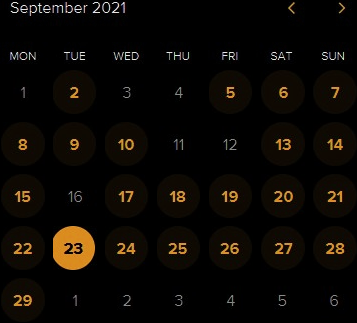 September 2021
MON TUE WED THU FRI SAT SUN
1 2 3 4 5 6 7
8 9 10 11 12 13 14
15 16 17 18 19 20 21
22 23 24 25 26 27 28
29 1 2 3 4 5 6